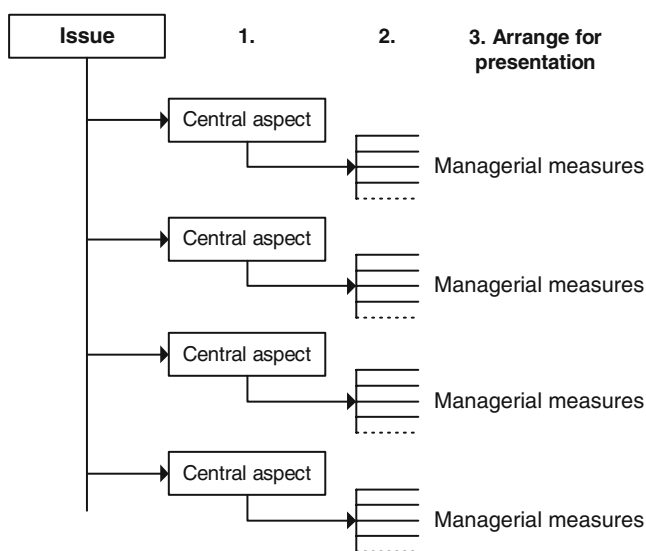 Issue
1.
2.
3. Arrange for
presentation
Central aspect
Managerial measures
Central aspect
Managerial measures
Central aspect
Managerial measures
Central aspect
Managerial measures